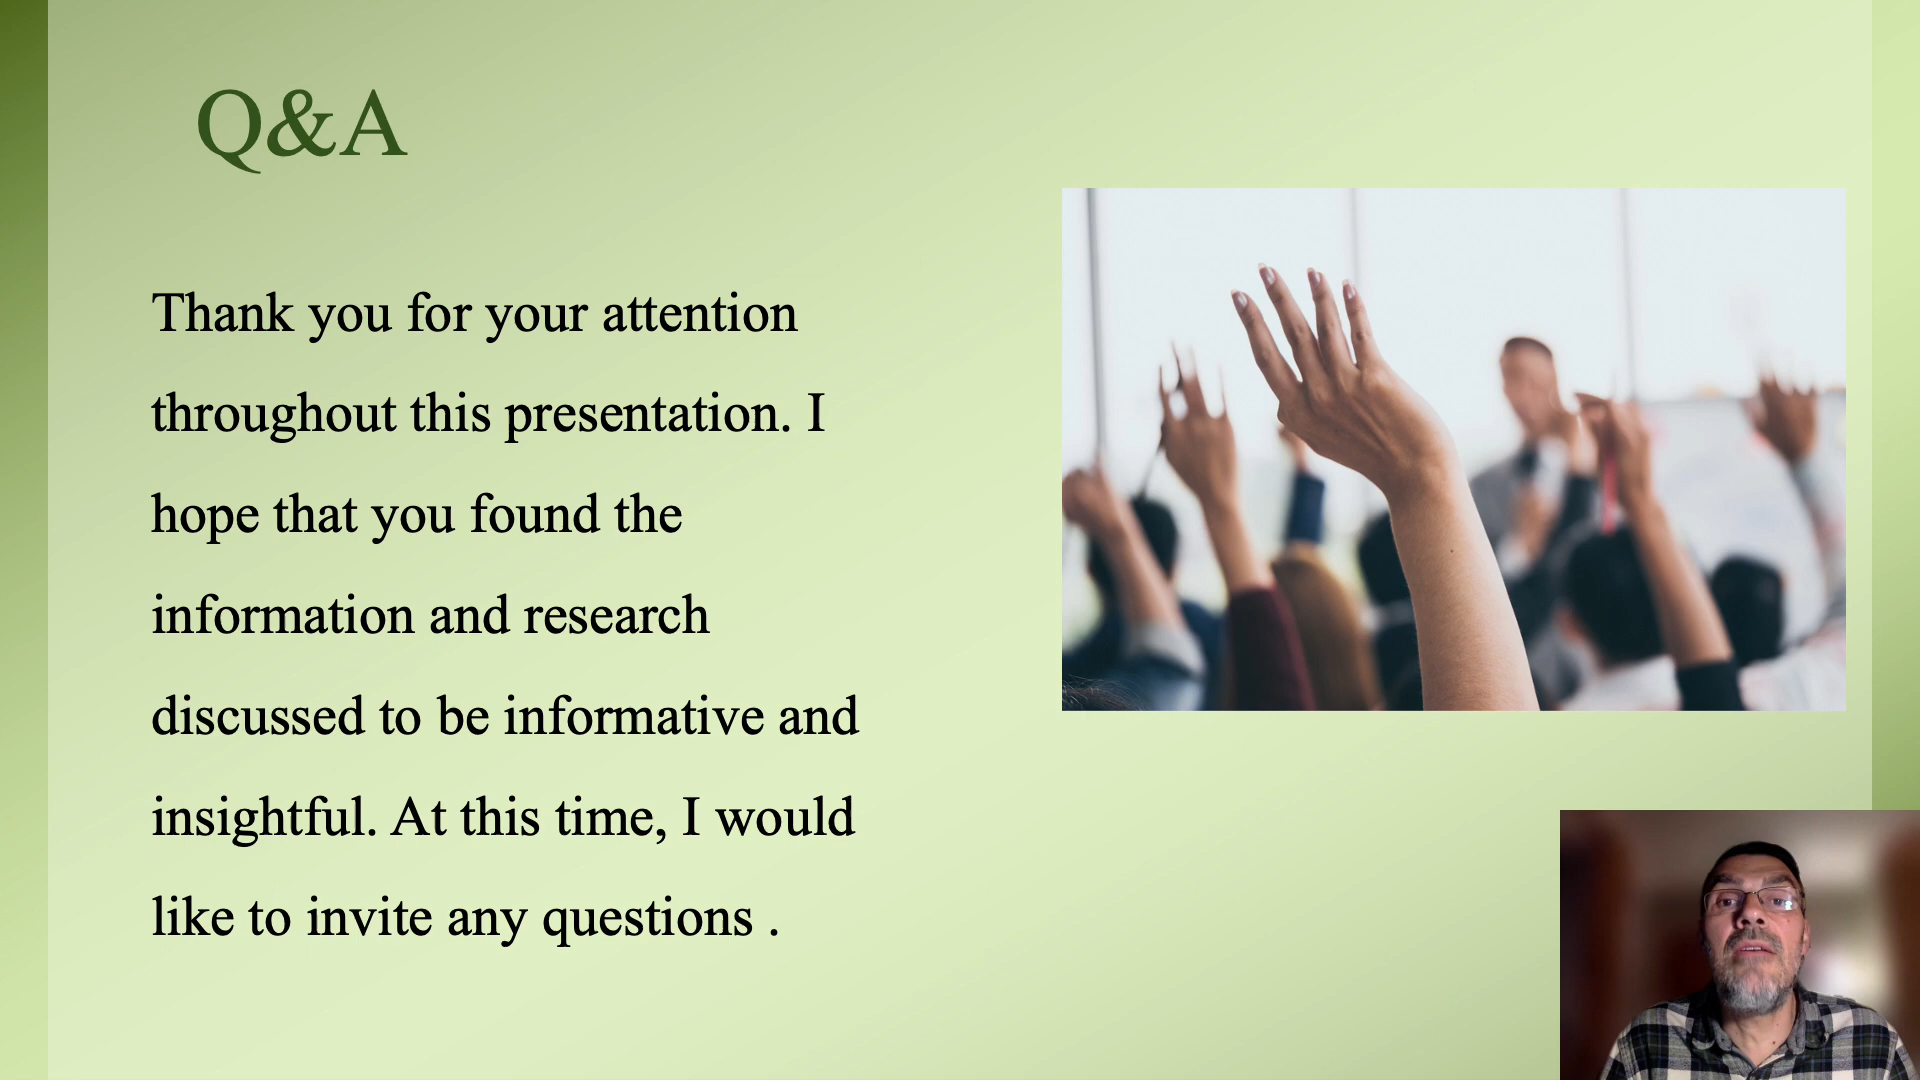 Q&A
Thank you for your attention
throughout this presentation. I
hope that you found the
information and research
discussed to be informative and
insightful. At this time, I would
like to invite any questions .